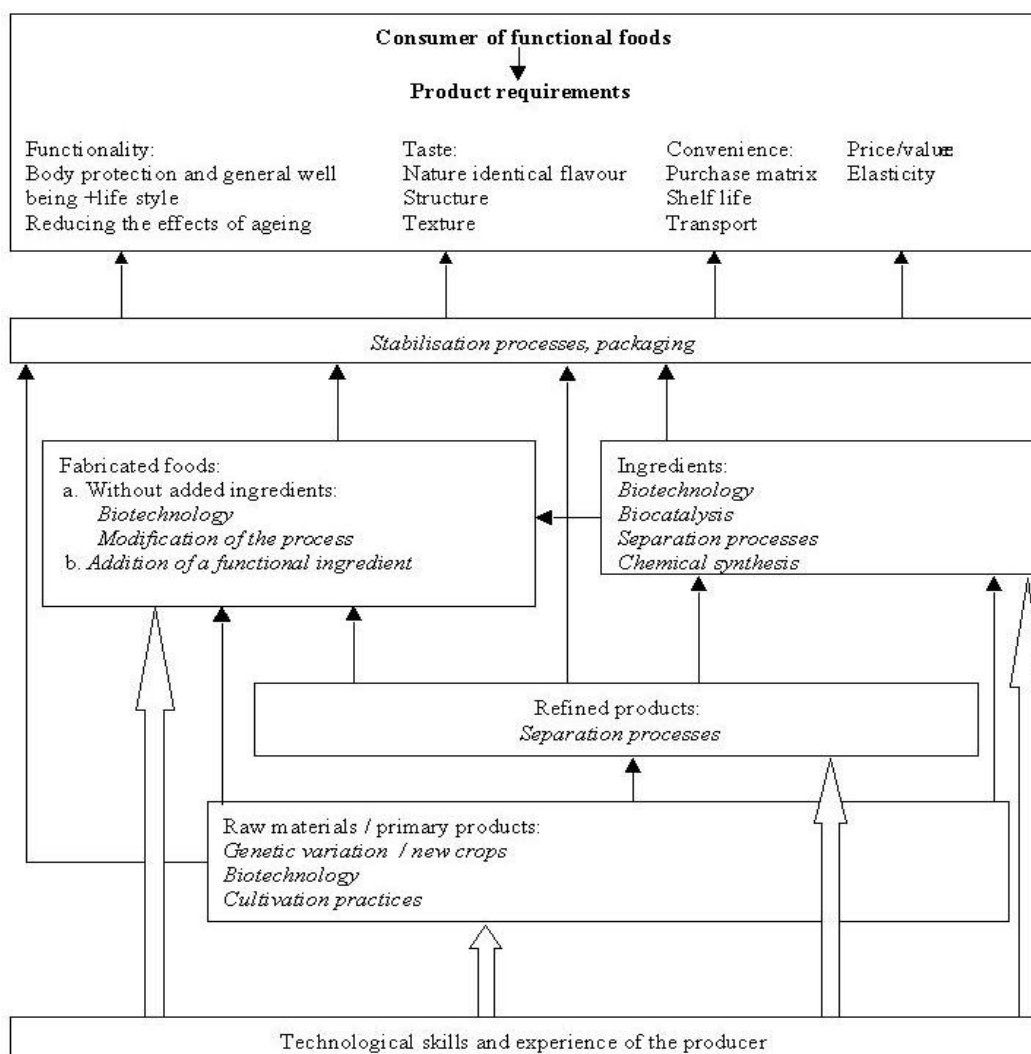 Consumer of functional foods
Product requirements
Functionality:
Body protection and general well
being +life style
Reducing the effects of ageing
Taste:
Nature identical flavour
Structure
Texture
Convenience:
Purchase matrix
Shelf life
Transport
Price/value:
Elasticity
Stabilisation processes, packaging
Fabricated foods:
a. Without added ingredients:
Biotechnology
Modification of the process
b. Addition of a functional ingredient
Ingredients:
Biotechnology
Biocatalysis
Separation processes
Chemical synthesis
Refined products:
Separation processes
Raw materials / primary products:
Genetic variation / new crops
Biotechnology
Cultivation practices
Technological skills and experience of the producer